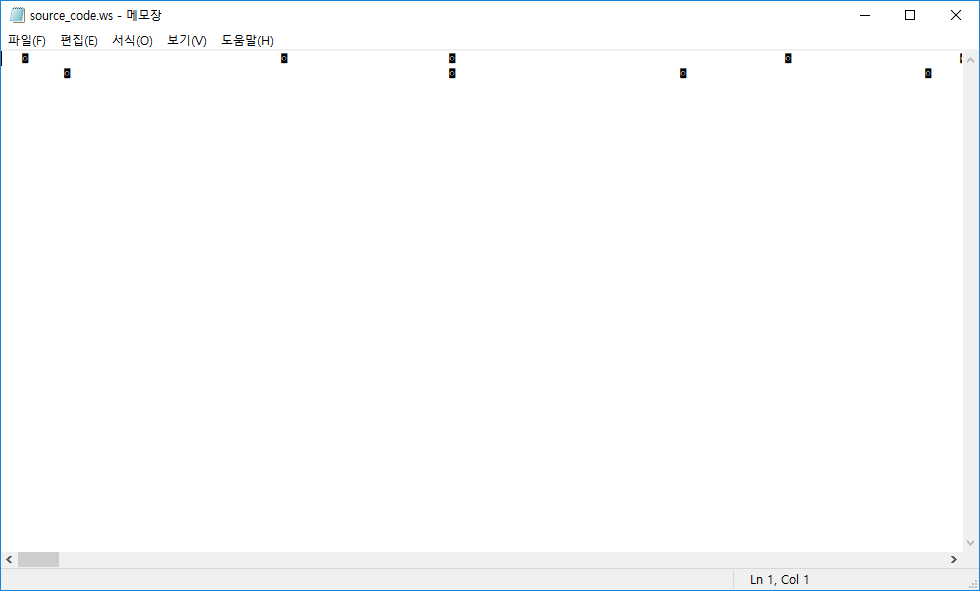 source_code.ws - 메모장
파일(F) 편집(E) 서식(O) 보기(V) 도움말(H)
Ln 1, Col 1